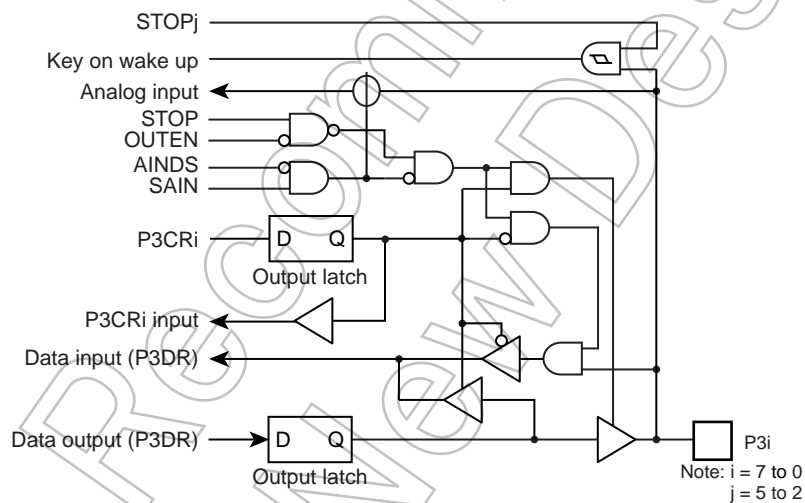 STOPj
Key on wake up
Analog input
STOP
OUTEN
AINDS
SAIN
P3CRi
D Q
Output latch
P3CRi input
Data input (P3DR)
Data output (P3DR)
D Q
Output latch
P3i
Note: i = 7 to 0
j = 5 to 2